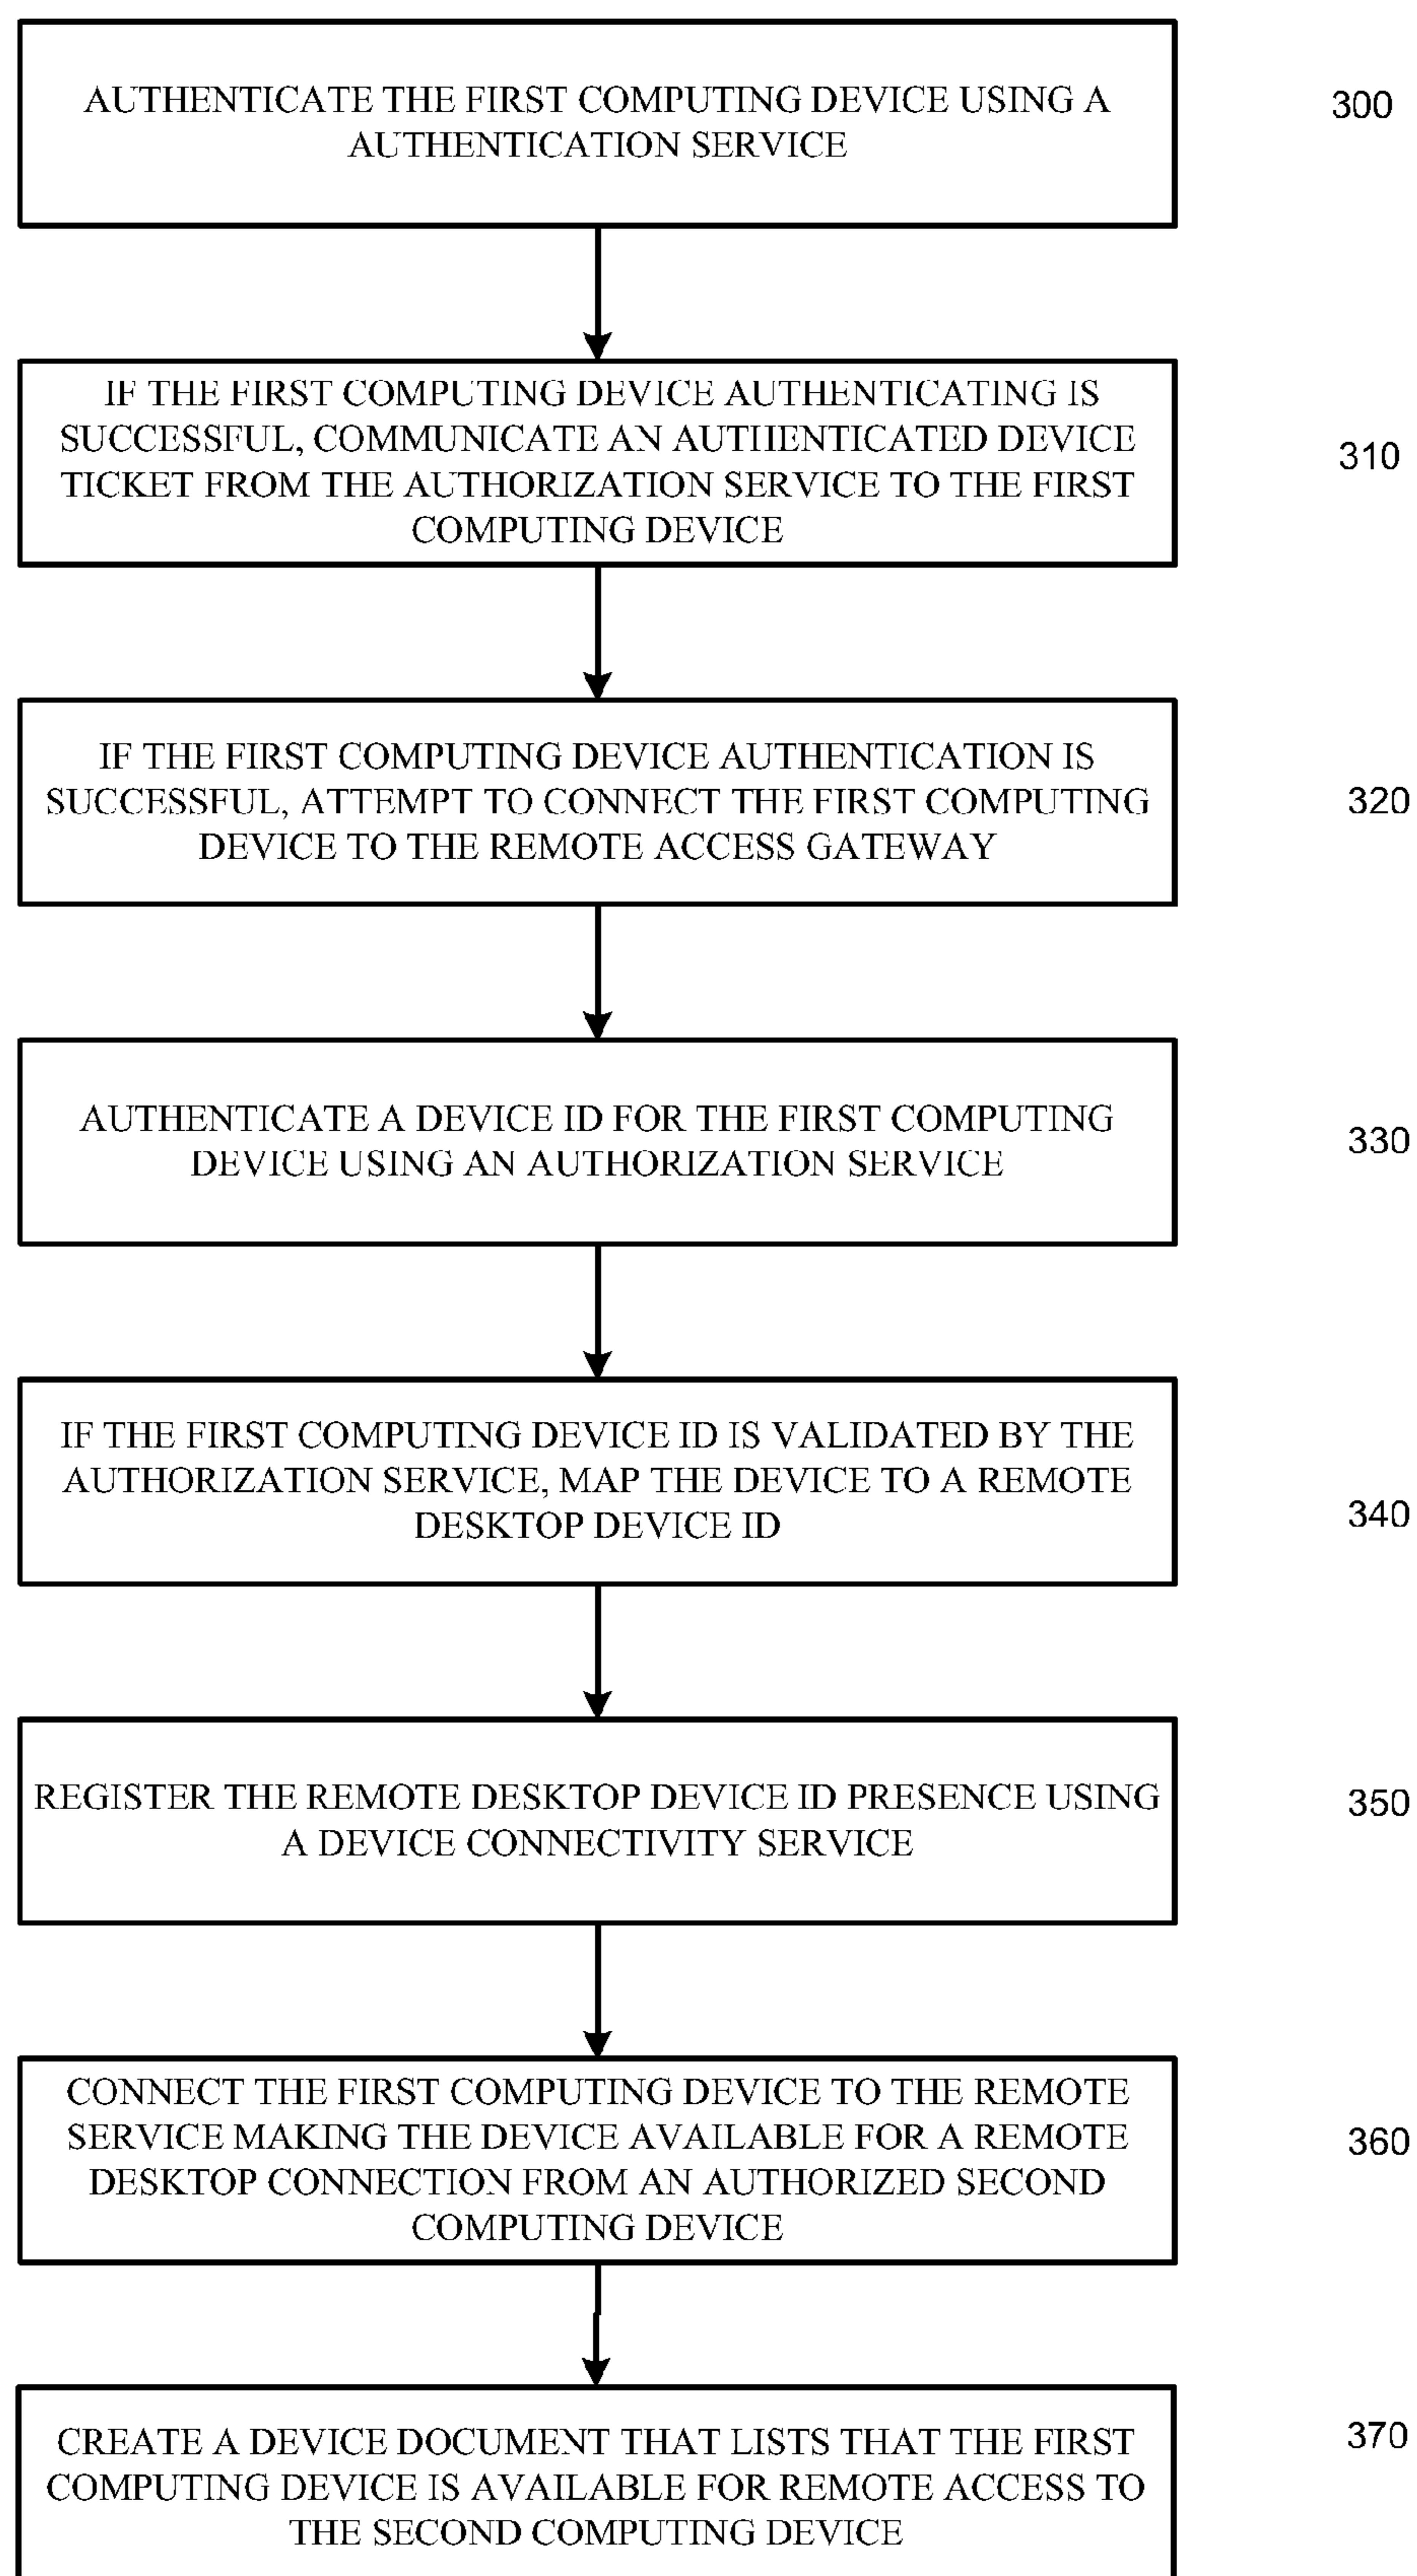 AUTHENTICATE THE FIRST COMPUTING DEVICE USING A
AUTHENTICATION SERVICE
300
IF THE FIRST COMPUTING DEVICE AUTHENTICATING IS
SUCCESSFUL, COMMUNICATE AN AUTHENTICATED DEVICE
TICKET FROM THE AUTHORIZATION SERVICE TO THE FIRST
COMPUTING DEVICE
310
IF THE FIRST COMPUTING DEVICE AUTHENTICATION IS
SUCCESSFUL, ATTEMPT TO CONNECT THE FIRST COMPUTING
DEVICE TO THE REMOTE ACCESS GATEWAY
320
AUTHENTICATE A DEVICE ID FOR THE FIRST COMPUTING
DEVICE USING AN AUTHORIZATION SERVICE
330
IF THE FIRST COMPUTING DEVICE ID IS VALIDATED BY THE
AUTHORIZATION SERVICE, MAP THE DEVICE TO A REMOTE
DESKTOP DEVICE ID
340
REGISTER THE REMOTE DESKTOP DEVICE ID PRESENCE USING
A DEVICE CONNECTIVITY SERVICE
350
CONNECT THE FIRST COMPUTING DEVICE TO THE REMOTE
SERVICE MAKING THE DEVICE AVAILABLE FOR A REMOTE
DESKTOP CONNECTION FROM AN AUTHORIZED SECOND
COMPUTING DEVICE
360
CREATE A DEVICE DOCUMENT THAT LISTS THAT THE FIRST
COMPUTING DEVICE IS AVAILABLE FOR REMOTE ACCESS TO
THE SECOND COMPUTING DEVICE
370